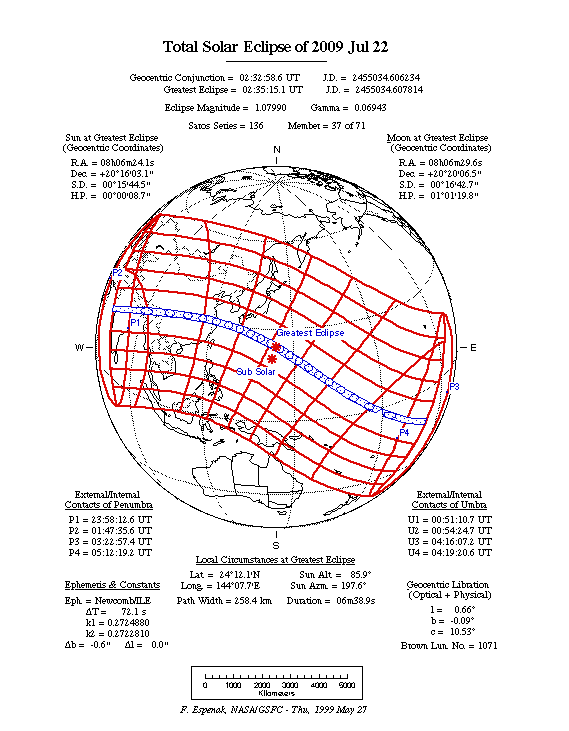 Total Solar Eclipse of 2009 Jul 22
Geocentric Conjunction = 02:32:58.6 UT J.D. = 2455034.606234
Greatest Eclipse = 02:35:15.1 UT J.D. = 2455034.607814
Eclipse Magnitude = 1.07990 Gamma = 0.06943
Saros Series = 136 Member = 37 of 71
Sun at Greatest Eclipse
(Geocentric Coordinates)
R.A. = 08h06m24.1s
Dec. = +20°16'03.1"
S.D. = 00°15'44.5"
H.P. = 00°00'08.7"
Moon at Greatest Eclipse
(Geocentric Coordinates)
R.A. = 08h06m29.6s
Dec. = +20°20'06.5"
S.D. = 00°16'42.7"
H.P. = 01°01'19.8"
N
P2
P1
Greatest Eclipse
W
E
Sub Solar
P3
P4
S
External/Internal
Contacts of Penumbra
P1 = 23:58:12.6 UT
P2 = 01:47:35.6 UT
P3 = 03:22:57.4 UT
P4 = 05:12:19.2 UT
External/Internal
Contacts of Umbra
U1 = 00:51:10.7 UT
U2 = 00:54:24.7 UT
U3 = 04:16:07.2 UT
U4 = 04:19:20.6 UT
Local Circumstances at Greatest Eclipse
Lat. = 24°12.1'N Sun Alt. = 85.9°
Long. = 144°07.7'E Sun Azm. = 197.6°
Path Width = 258.4 km Duration = 06m38.9s
Ephemeris & Constants
Eph. = Newcomb/ILE
ΔT = 72.1 s
k1 = 0.2724880
k2 = 0.2722810
Δb = -0.6" Δl = 0.0"
Geocentric Libration
(Optical + Physical)
l = 0.66°
b = -0.09°
c = 10.53°
Brown Lun. No. = 1071
0 1000 2000 3000 4000 5000
Kilometers
F. Espenak, NASA/GSFC - Thu, 1999 May 27